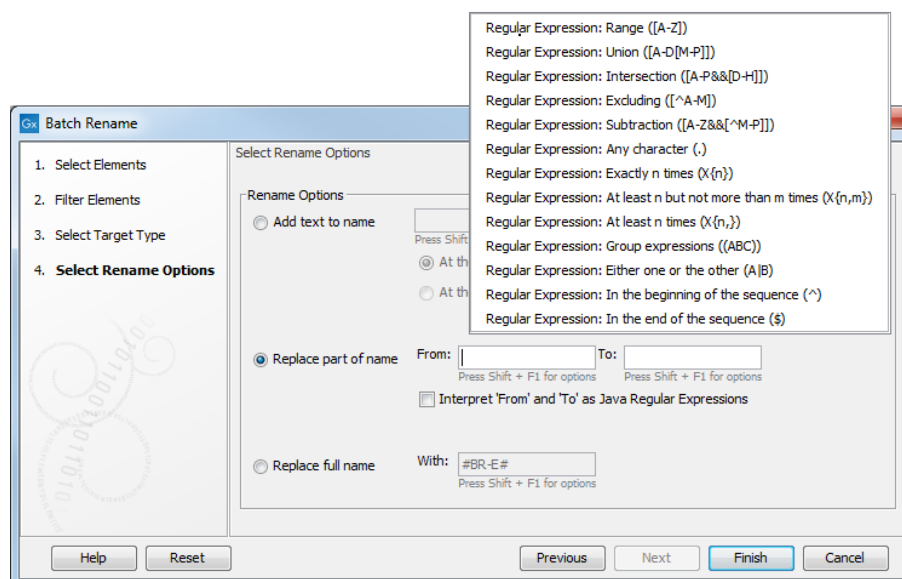 Regular Expression: Range ([A-Z])
Regular Expression: Union ([A-D[M-P]])
Regular Expression: Intersection ([A-P&&[D-H]])
Regular Expression: Excluding ([^A-M])
Regular Expression: Subtraction ([A-Z&&[^M-P]])
Regular Expression: Any character (.)
Regular Expression: Exactly n times (X{n})
Regular Expression: At least n but not more than m times (X{n,m})
Regular Expression: At least n times (X{n,})
Regular Expression: Group expressions ((ABC))
Regular Expression: Either one or the other (A|B)
Regular Expression: In the beginning of the sequence (^)
Regular Expression: In the end of the sequence ($)
Gx Batch Rename
1. Select Elements
2. Filter Elements
3. Select Target Type
4. Select Rename Options
Select Rename Options
Rename Options
Add text to name
Press Shift
At the
At the
Replace part of name From: To:
Press Shift + F1 for options Press Shift + F1 for options
Interpret 'From' and 'To' as Java Regular Expressions
Replace full name With: #BR-E#
Press Shift + F1 for options
Help Reset Previous Next Finish Cancel